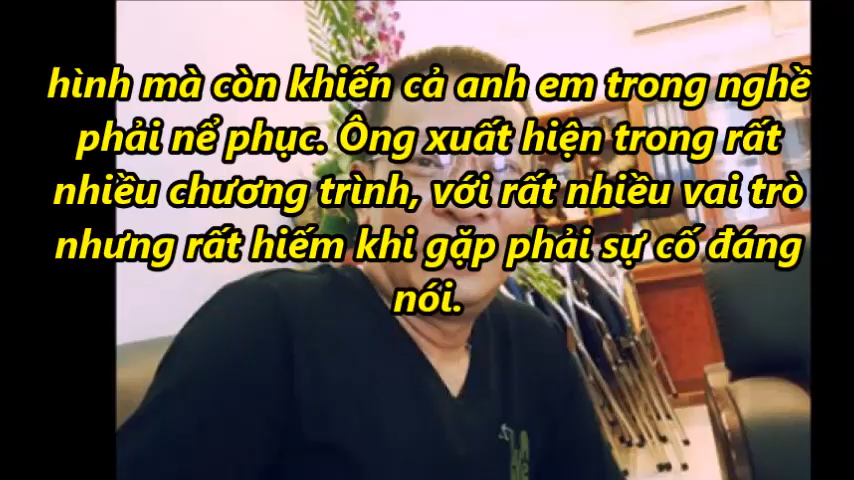 hình mà còn khiến cả anh em trong nghề
phải nể phục. Ông xuất hiện trong rất
nhiều chương trình, với rất nhiều vai trò
nhưng rất hiếm khi gặp phải sự cố đáng
nói.